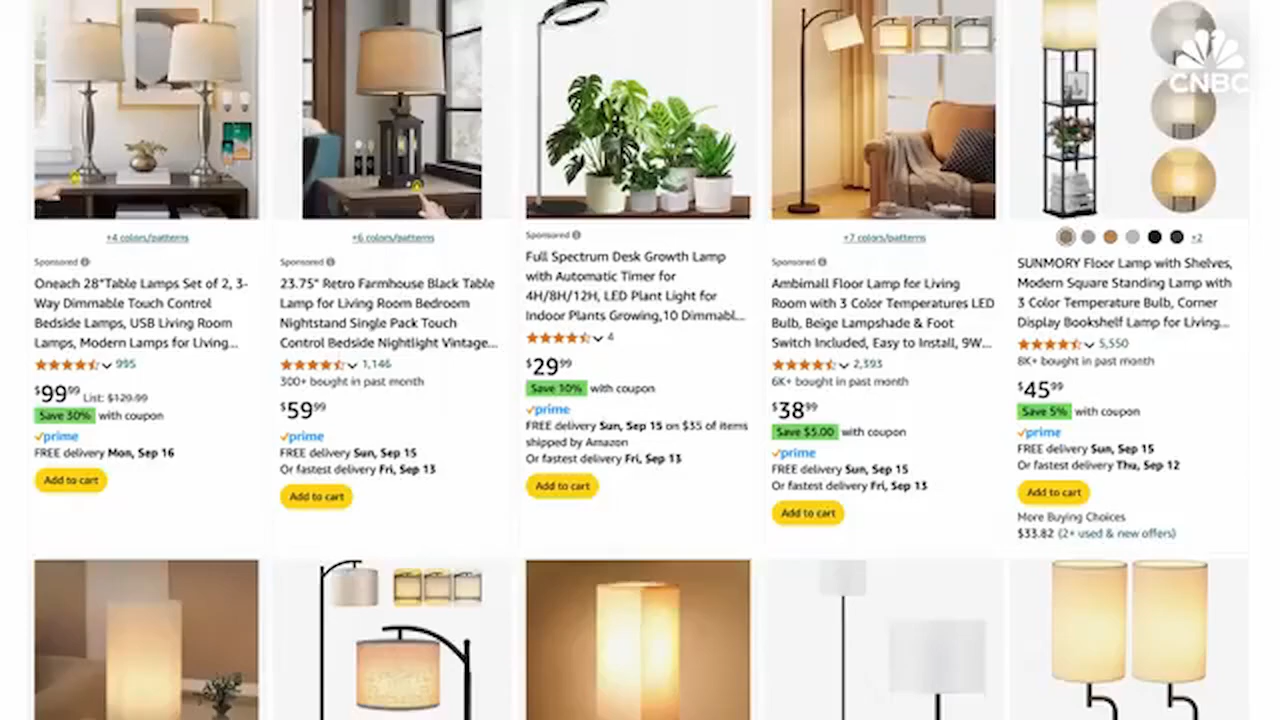 CNBC
+4 colors/patterns
Sponsored
Oneach 28"Table Lamps Set of 2, 3-
Way Dimmable Touch Control
Bedside Lamps, USB Living Room
Lamps, Modern Lamps for Living...
995
$99.99 List: $129.99
Save 30% with coupon
prime
FREE delivery Mon, Sep 16
Add to cart
+6 colors/patterns
Sponsored
23.75" Retro Farmhouse Black Table
Lamp for Living Room Bedroom
Nightstand Single Pack Touch
Control Bedside Nightlight Vintage...
1,146
300+ bought in past month
$59.99
prime
FREE delivery Sun, Sep 15
Or fastest delivery Fri, Sep 13
Add to cart
Sponsored
Full Spectrum Desk Growth Lamp
with Automatic Timer for
4H/8H/12H, LED Plant Light for
Indoor Plants Growing,10 Dimmabl...
4
$29.99
Save 10% with coupon
prime
FREE delivery Sun, Sep 15 on $35 of items
shipped by Amazon
Or fastest delivery Fri, Sep 13
Add to cart
+7 colors/patterns
Sponsored
Ambimall Floor Lamp for Living
Room with 3 Color Temperatures LED
Bulb, Beige Lampshade & Foot
Switch Included, Easy to Install, 9W...
2,393
6K+ bought in past month
$38.99
Save $5.00 with coupon
prime
FREE delivery Sun, Sep 15
Or fastest delivery Fri, Sep 13
Add to cart
+2
SUNMORY Floor Lamp with Shelves,
Modern Square Standing Lamp with
3 Color Temperature Bulb, Corner
Display Bookshelf Lamp for Living...
5,550
8K+ bought in past month
$45.99
Save 5% with coupon
prime
FREE delivery Sun, Sep 15
Or fastest delivery Thu, Sep 12
Add to cart
More Buying Choices
$33.82 (2+ used & new offers)